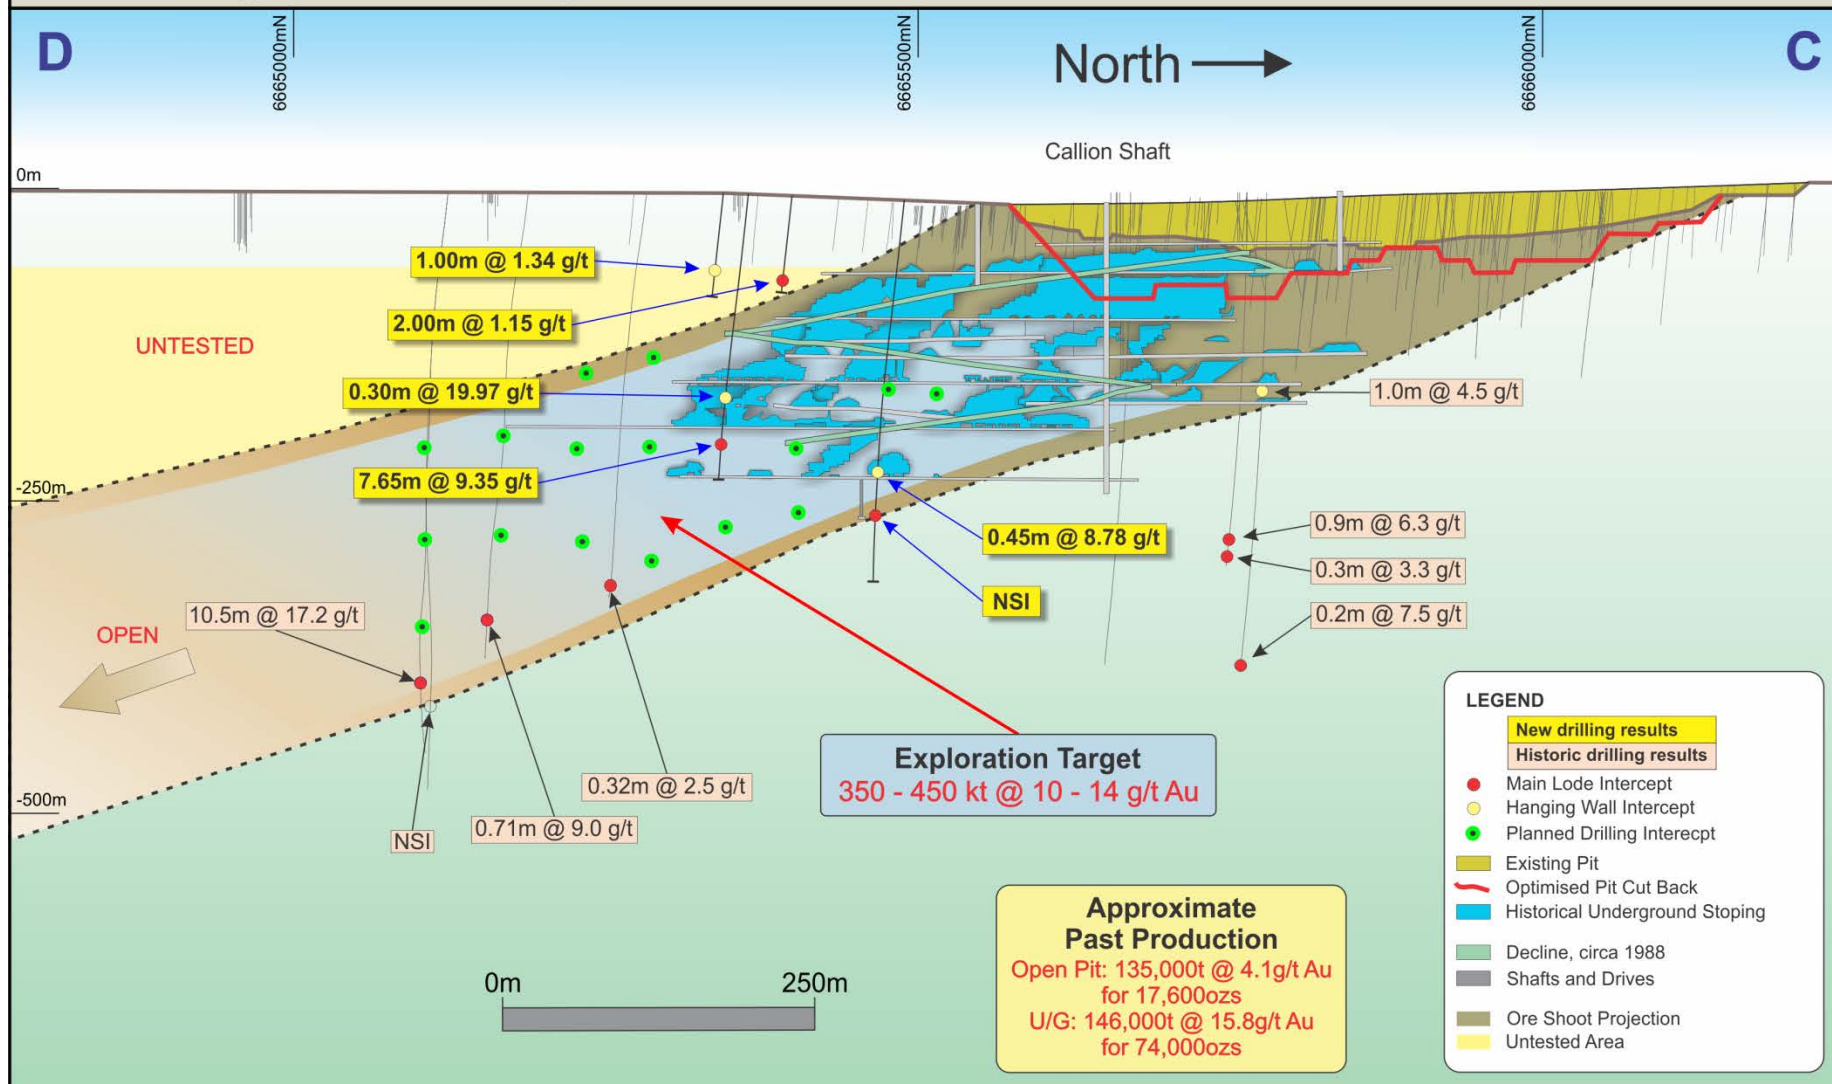 D
6665000mN
6665500mN
North
6666000mN
C
Callion Shaft
0m
1.00m @ 1.34 g/t
2.00m @ 1.15 g/t
UNTESTED
0.30m @ 19.97 g/t
1.0m @ 4.5 g/t
7.65m @ 9.35 g/t
-250m
0.45m @ 8.78 g/t
0.9m @ 6.3 g/t
0.3m @ 3.3 g/t
NSI
10.5m @ 17.2 g/t
0.2m @ 7.5 g/t
OPEN
Exploration Target
350 - 450 kt @ 10 - 14 g/t Au
0.32m @ 2.5 g/t
-500m
0.71m @ 9.0 g/t
NSI
LEGEND
New drilling results
Historic drilling results
Main Lode Intercept
Hanging Wall Intercept
Planned Drilling Interecpt
Existing Pit
Optimised Pit Cut Back
Historical Underground Stoping
Decline, circa 1988
Shafts and Drives
Ore Shoot Projection
Untested Area
Approximate
Past Production
Open Pit: 135,000t @ 4.1g/t Au
for 17,600ozs
U/G: 146,000t @ 15.8g/t Au
for 74,000ozs
0m
250m